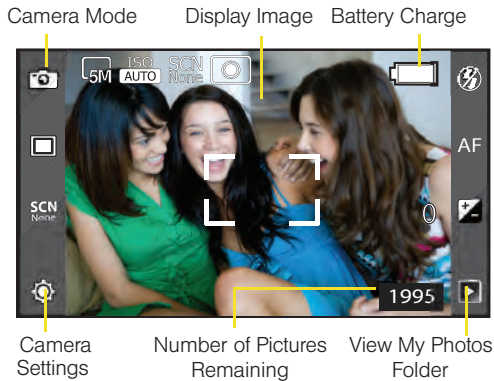 Camera Mode
Display Image
Battery Charge
5M
ISO
AUTO
SCN
None
AF
SCN
None
0
1995
Camera
Settings
Number of Pictures
Remaining
View My Photos
Folder